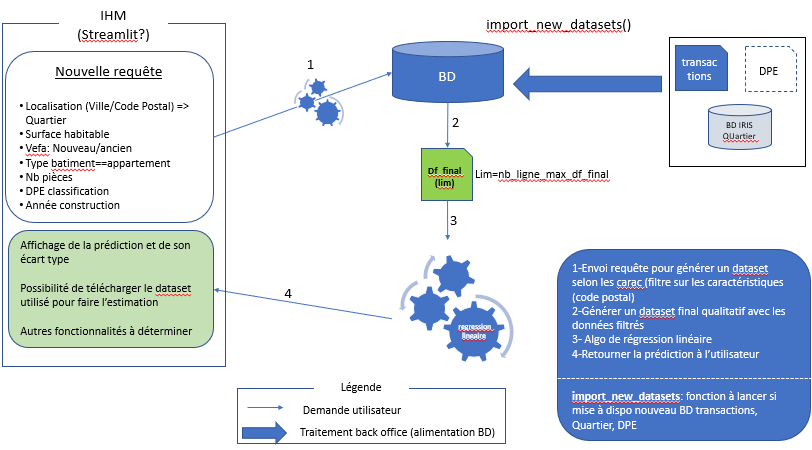 IHM
(Streamlit?)
Nouvelle requête
• Localisation (Ville/Code Postal) =>
Quartier
• Surface habitable
• Vefa: Nouveau/ancien
• Type batiment==appartement
• Nb pièces
• DPE classification
• Année construction
Affichage de la prédiction et de son
écart type
Possibilité de télécharger le dataset
utilisé pour faire l'estimation
Autres fonctionnalités à déterminer
1
BD
import_new_datasets()
transac
tions
DPE
BD IRIS
QUartier
2
Df_final
(lim)
Lim=nb_ligne_max_df_final
3
regression
lineaire
4
1-Envoi requête pour générer un dataset
selon les carac (filtre sur les caractéristiques
(code postal)
2-Générer un dataset final qualitatif avec les
données filtrés
3- Algo de régression linéaire
4-Retourner la prédiction à l'utilisateur
import_new_datasets: fonction à lancer si
mise à dispo nouveau BD transactions,
Quartier, DPE
Légende
Demande utilisateur
Traitement back office (alimentation BD)